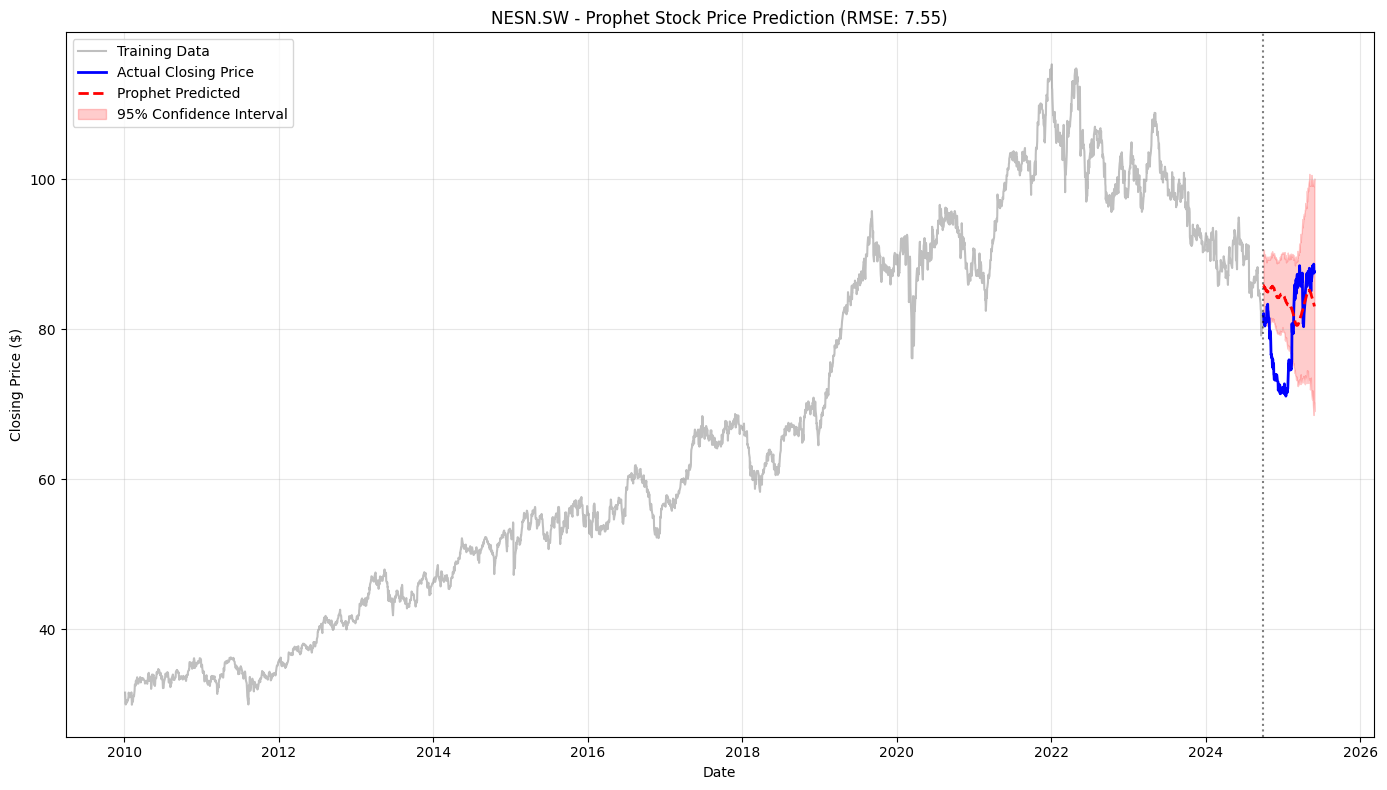 NESN.SW - Prophet Stock Price Prediction (RMSE: 7.55)
Training Data
Actual Closing Price
Prophet Predicted
95% Confidence Interval
Closing Price ($)
100
80
60
40
2010 2012 2014 2016 2018 2020 2022 2024 2026
Date